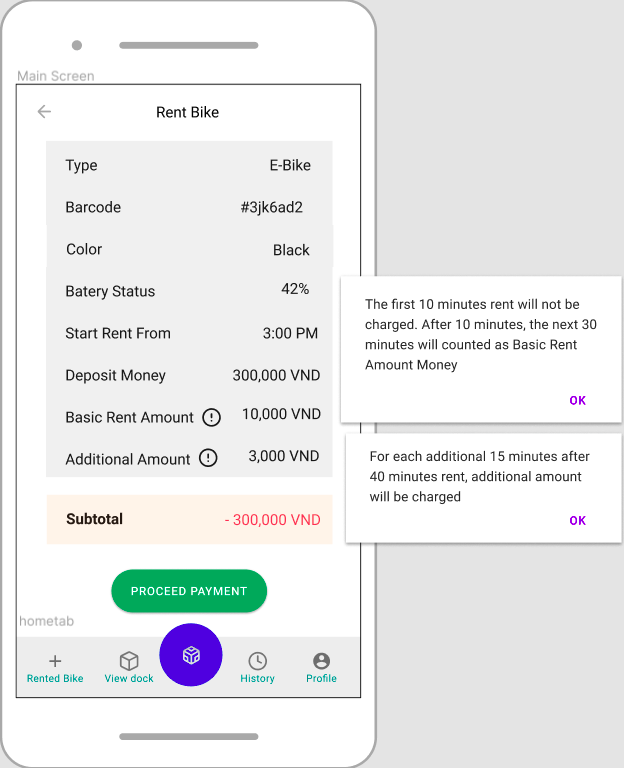 Main Screen
Rent Bike
Type E-Bike
Barcode #3jk6ad2
Color Black
Batery Status 42%
Start Rent From 3:00 PM
Deposit Money 300,000 VND
Basic Rent Amount 10,000 VND
Additional Amount 3,000 VND
Subtotal - 300,000 VND
PROCEED PAYMENT
hometab
Rented Bike View dock History Profile
The first 10 minutes rent will not be
charged. After 10 minutes, the next 30
minutes will counted as Basic Rent
Amount Money
OK
For each additional 15 minutes after
40 minutes rent, additional amount
will be charged
OK